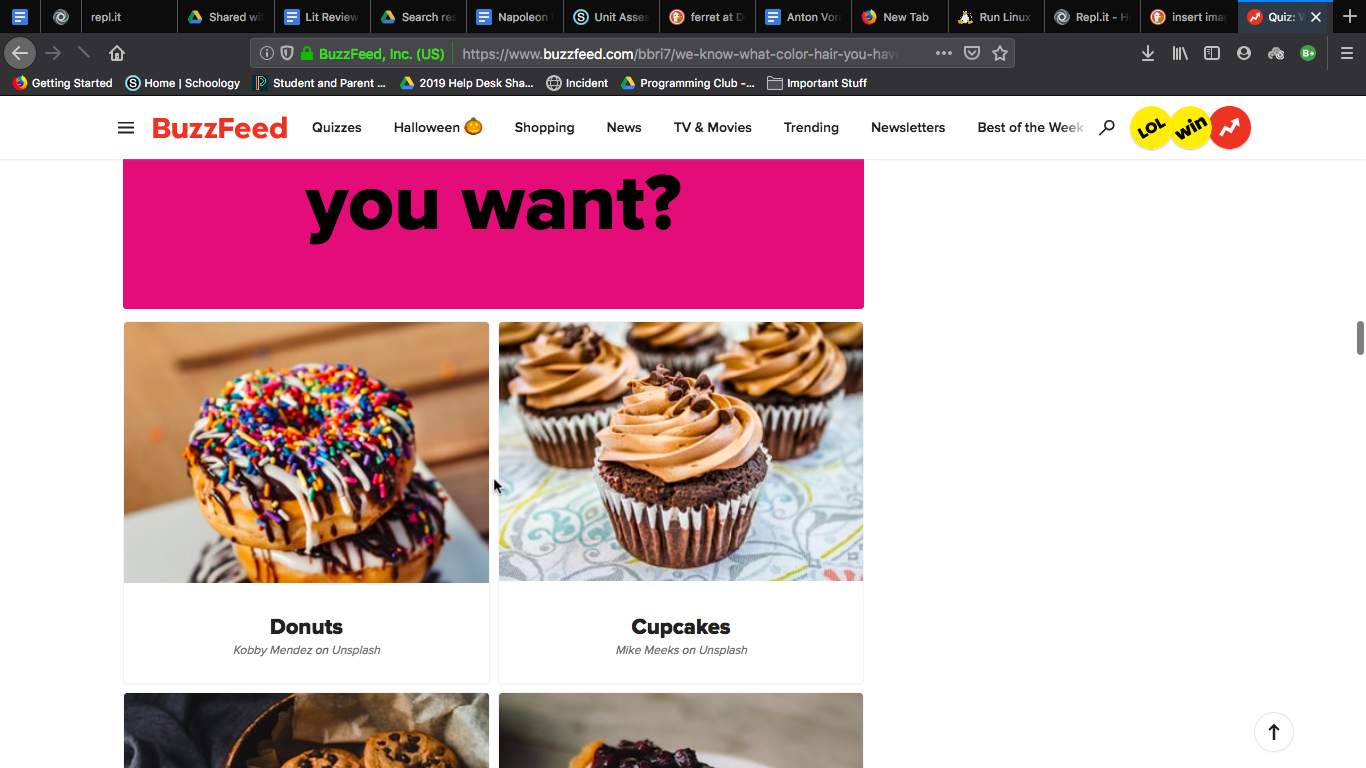 repl.it
Shared wit
Lit Review
Search res
Napoleon
Unit Asses
ferret at D
Anton Vor
New Tab
Run Linux
Repl.it - H
insert ima
Quiz: W
BuzzFeed, Inc. (US)
https://www.buzzfeed.com/bbri7/we-know-what-color-hair-you-have
Getting Started
Home | Schoology
Student and Parent ...
2019 Help Desk Sha...
Incident
Programming Club -...
Important Stuff
B+
BuzzFeed
Quizzes
Halloween 🎃
Shopping
News
TV & Movies
Trending
Newsletters
Best of the Week
LOL
win
you want?
Donuts
Kobby Mendez on Unsplash
Cupcakes
Mike Meeks on Unsplash